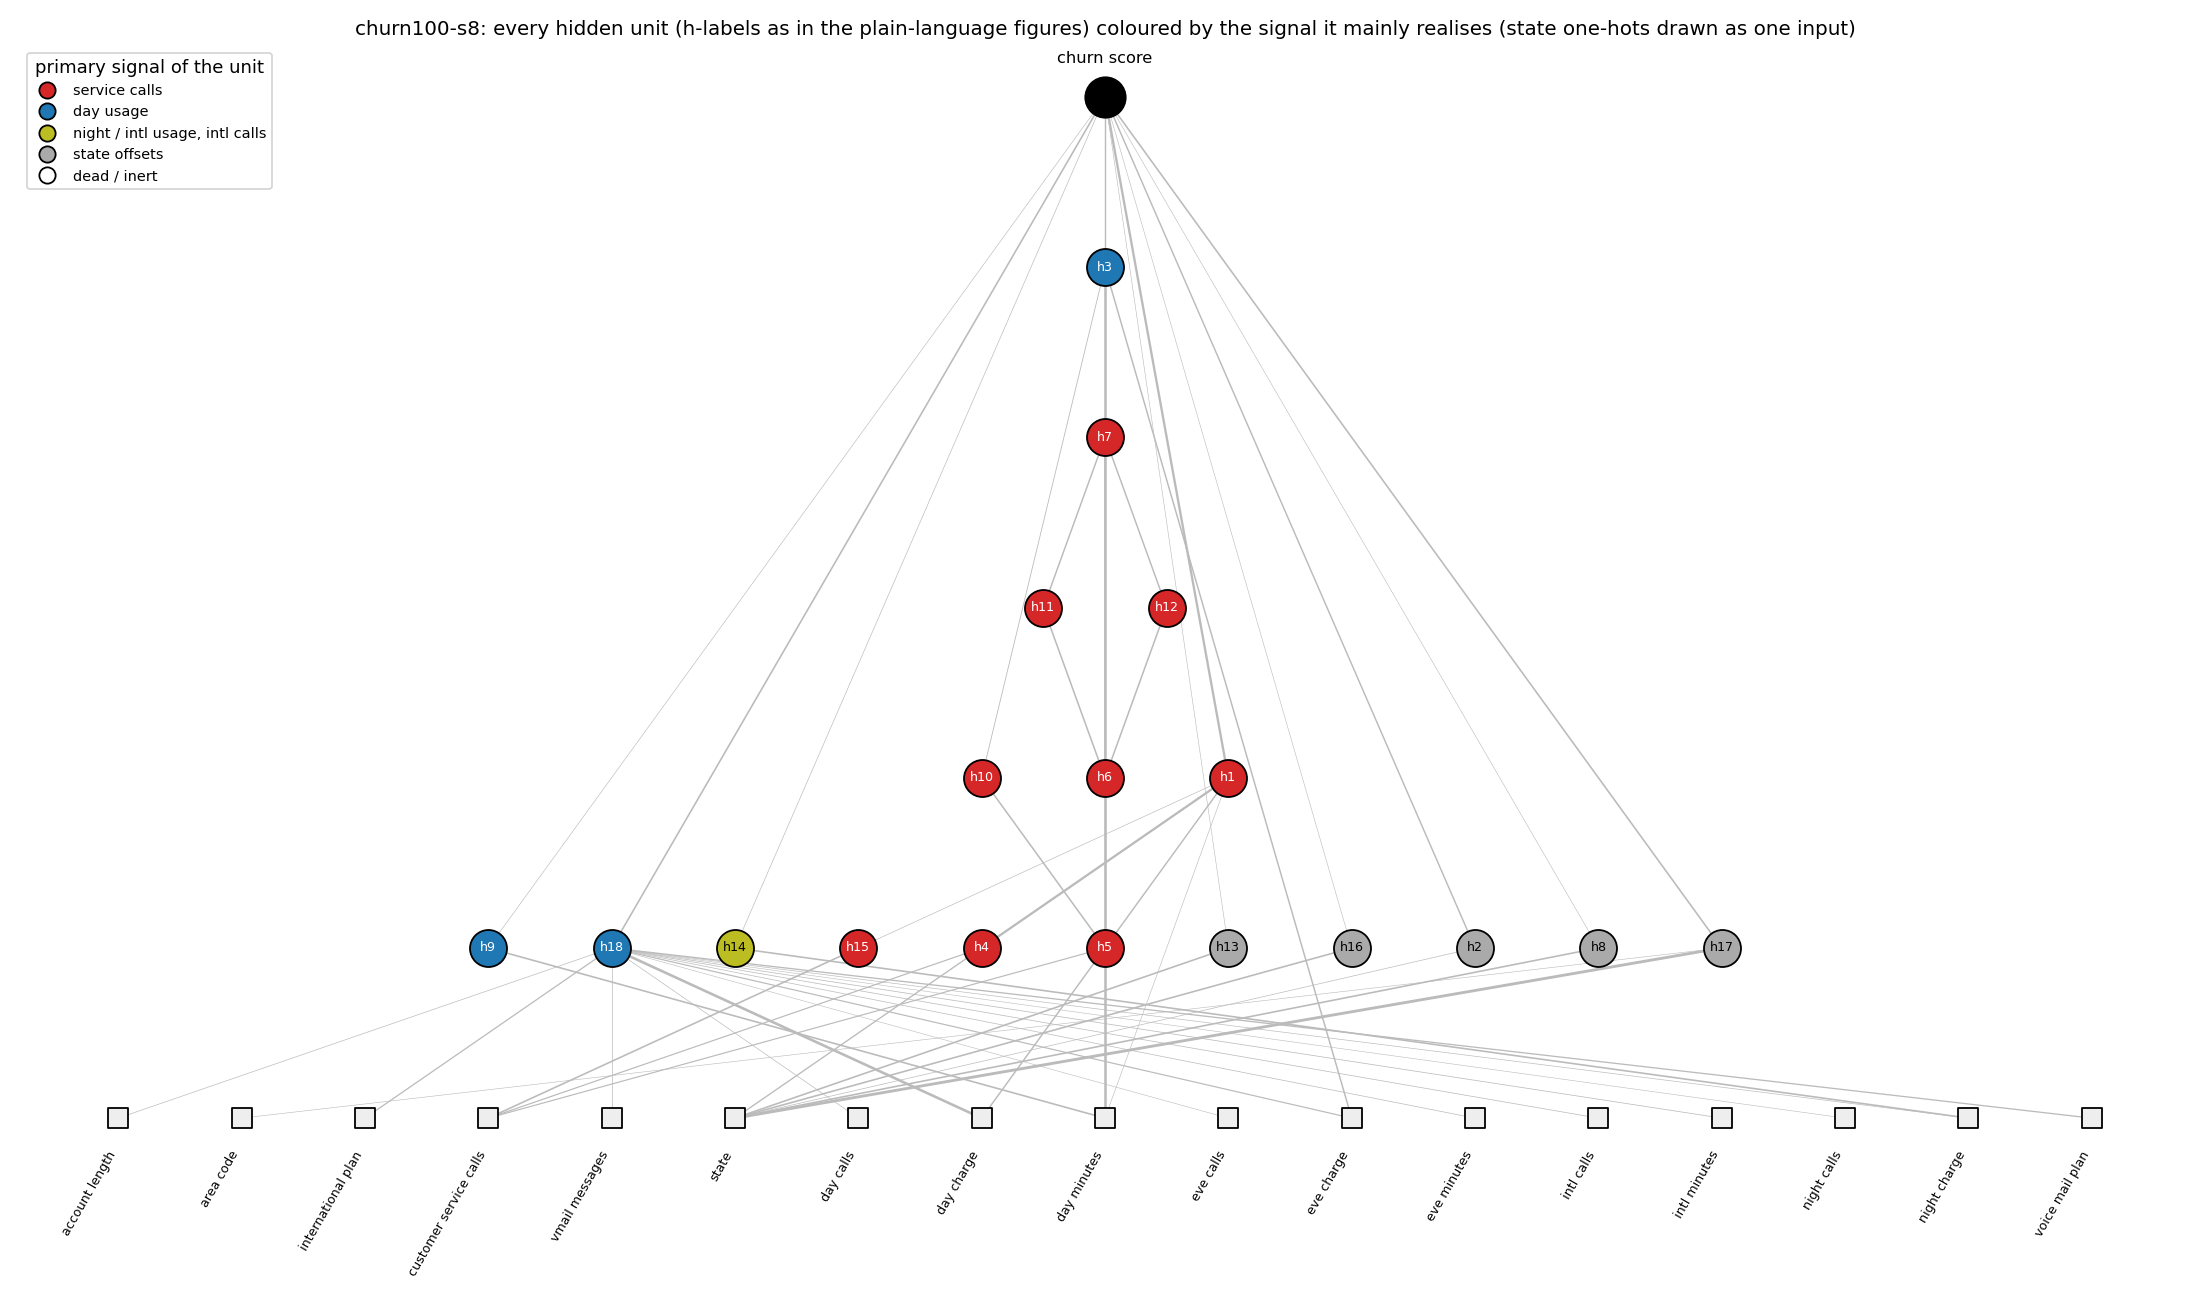 churn100-s8: every hidden unit (h-labels as in the plain-language figures) coloured by the signal it mainly realises (state one-hots drawn as one input)
primary signal of the unit
service calls
day usage
night / intl usage, intl calls
state offsets
dead / inert
churn score
h3
h7
h11
h12
h10
h6
h1
h9
h18
h14
h15
h4
h5
h13
h16
h2
h8
h17
account length
area code
international plan
customer service calls
vmail messages
state
day calls
day charge
day minutes
eve calls
eve charge
eve minutes
intl calls
intl minutes
night calls
night charge
voice mail plan